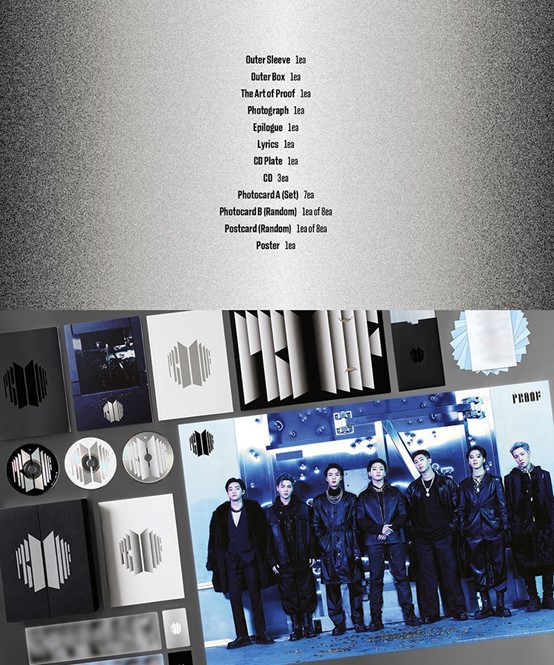 Outer Sleeve 1ea
Outer Box 1ea
The Art of Proof 1ea
Photograph 1ea
Epilogue 1ea
Lyrics 1ea
CD Plate 1ea
CD 3ea
Photocard A (Set) 7ea
Photocard B (Random) 1ea of 8ea
Postcard (Random) 1ea of 8ea
Poster 1ea
PROOF